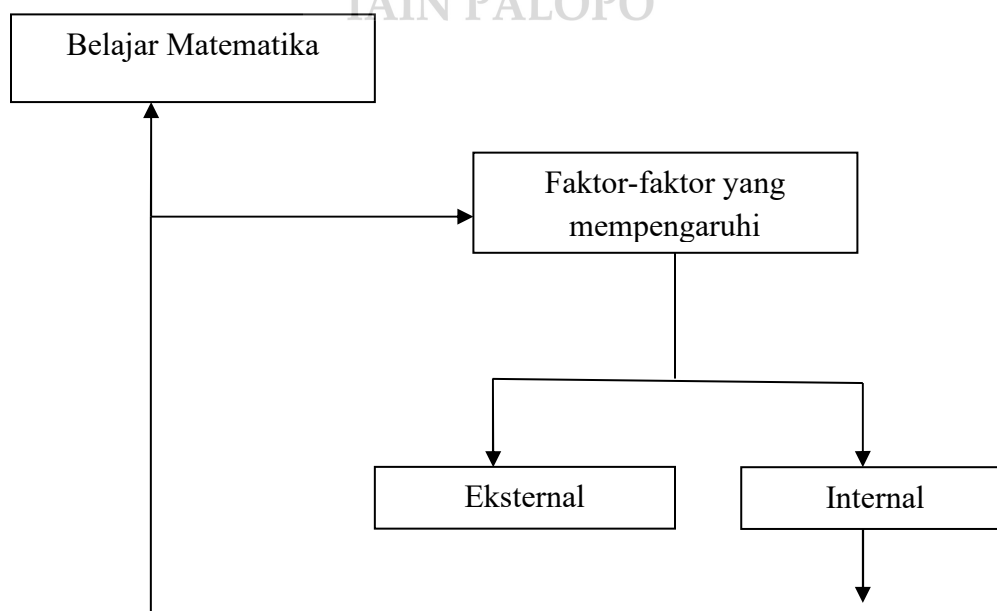 IAIN PALOPO
Belajar Matematika
Faktor-faktor yang
mempengaruhi
Eksternal
Internal